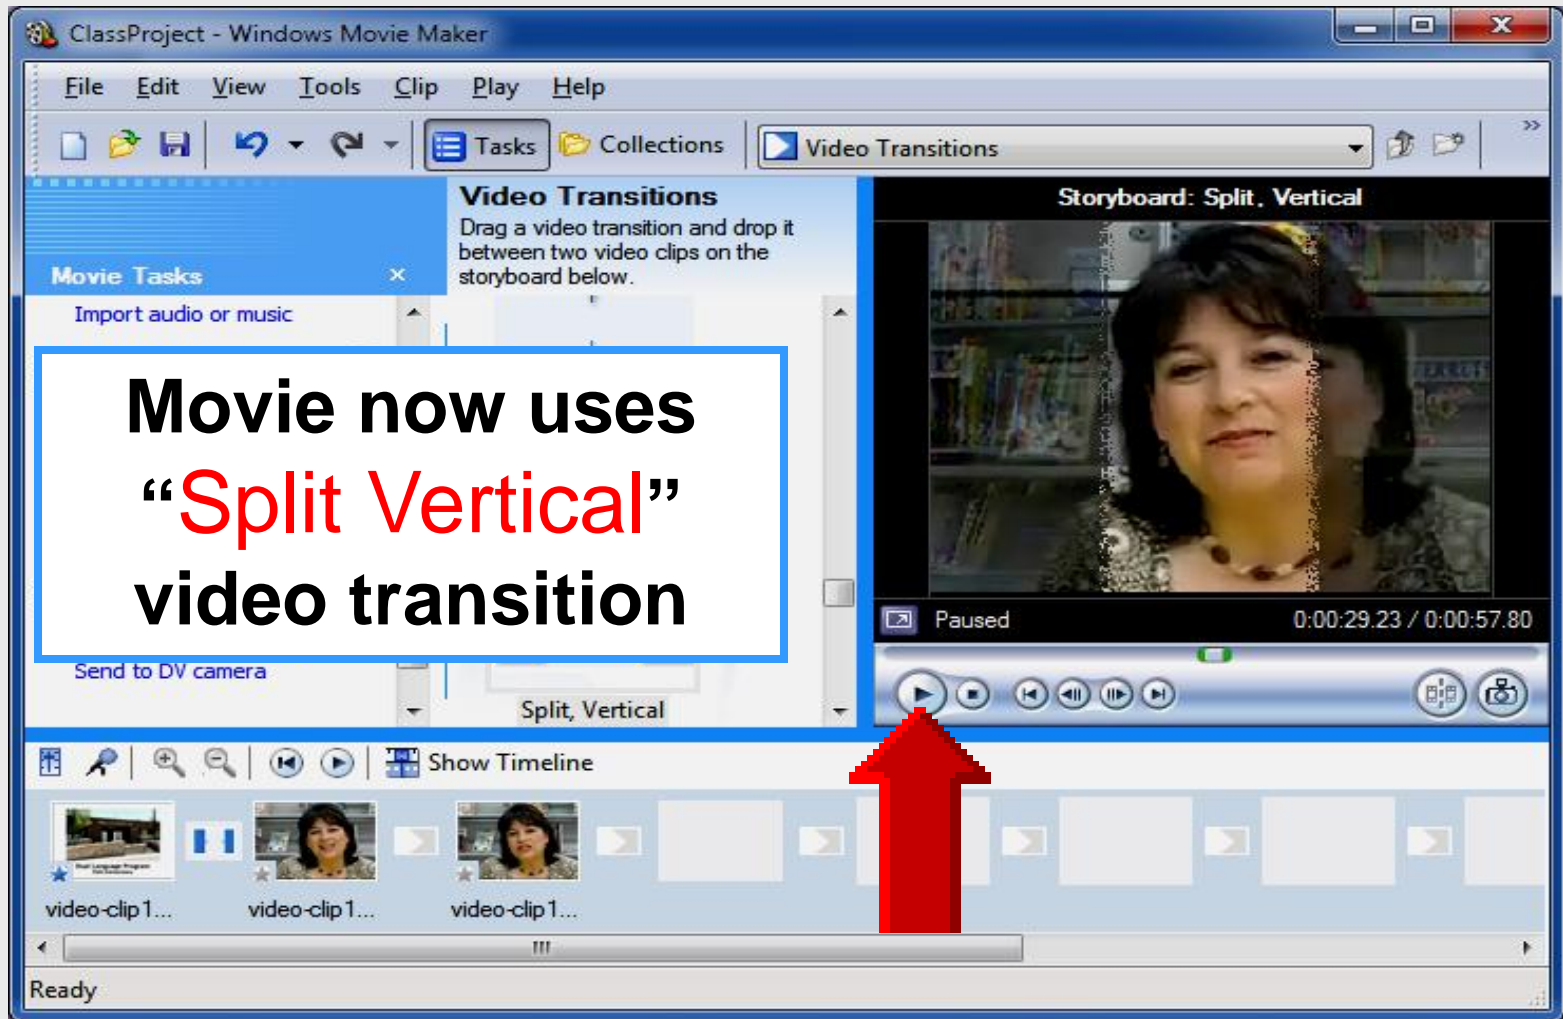 ClassProject - Windows Movie Maker
File Edit View Tools Clip Play Help
Tasks Collections Video Transitions
Movie Tasks
Import audio or music
Send to DV camera
Video Transitions
Drag a video transition and drop it
between two video clips on the
storyboard below.
Split, Vertical
Movie now uses
“Split Vertical”
video transition
Storyboard: Split, Vertical
Paused 0:00:29.23 / 0:00:57.80
Show Timeline
video-clip1... video-clip1... video-clip1...
Ready